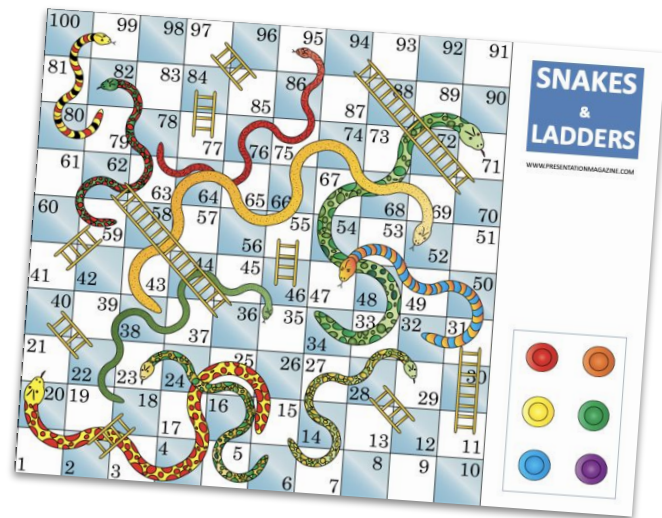 100 99 98 97 96 95 94 93 92 91
81 82 83 84 85 86 87 88 89 90
80 79 78 77 76 75 74 73 72 71
61 62 63 64 65 66 67 68 69 70
60 59 58 57 56 55 54 53 52 51
41 42 43 44 45 46 47 48 49 50
40 39 38 37 36 35 34 33 32 31
21 22 23 24 25 26 27 28 29 30
20 19 18 17 16 15 14 13 12 11
1 2 3 4 5 6 7 8 9 10
SNAKES
&
LADDERS
WWW.PRESENTATIONMAGAZINE.COM